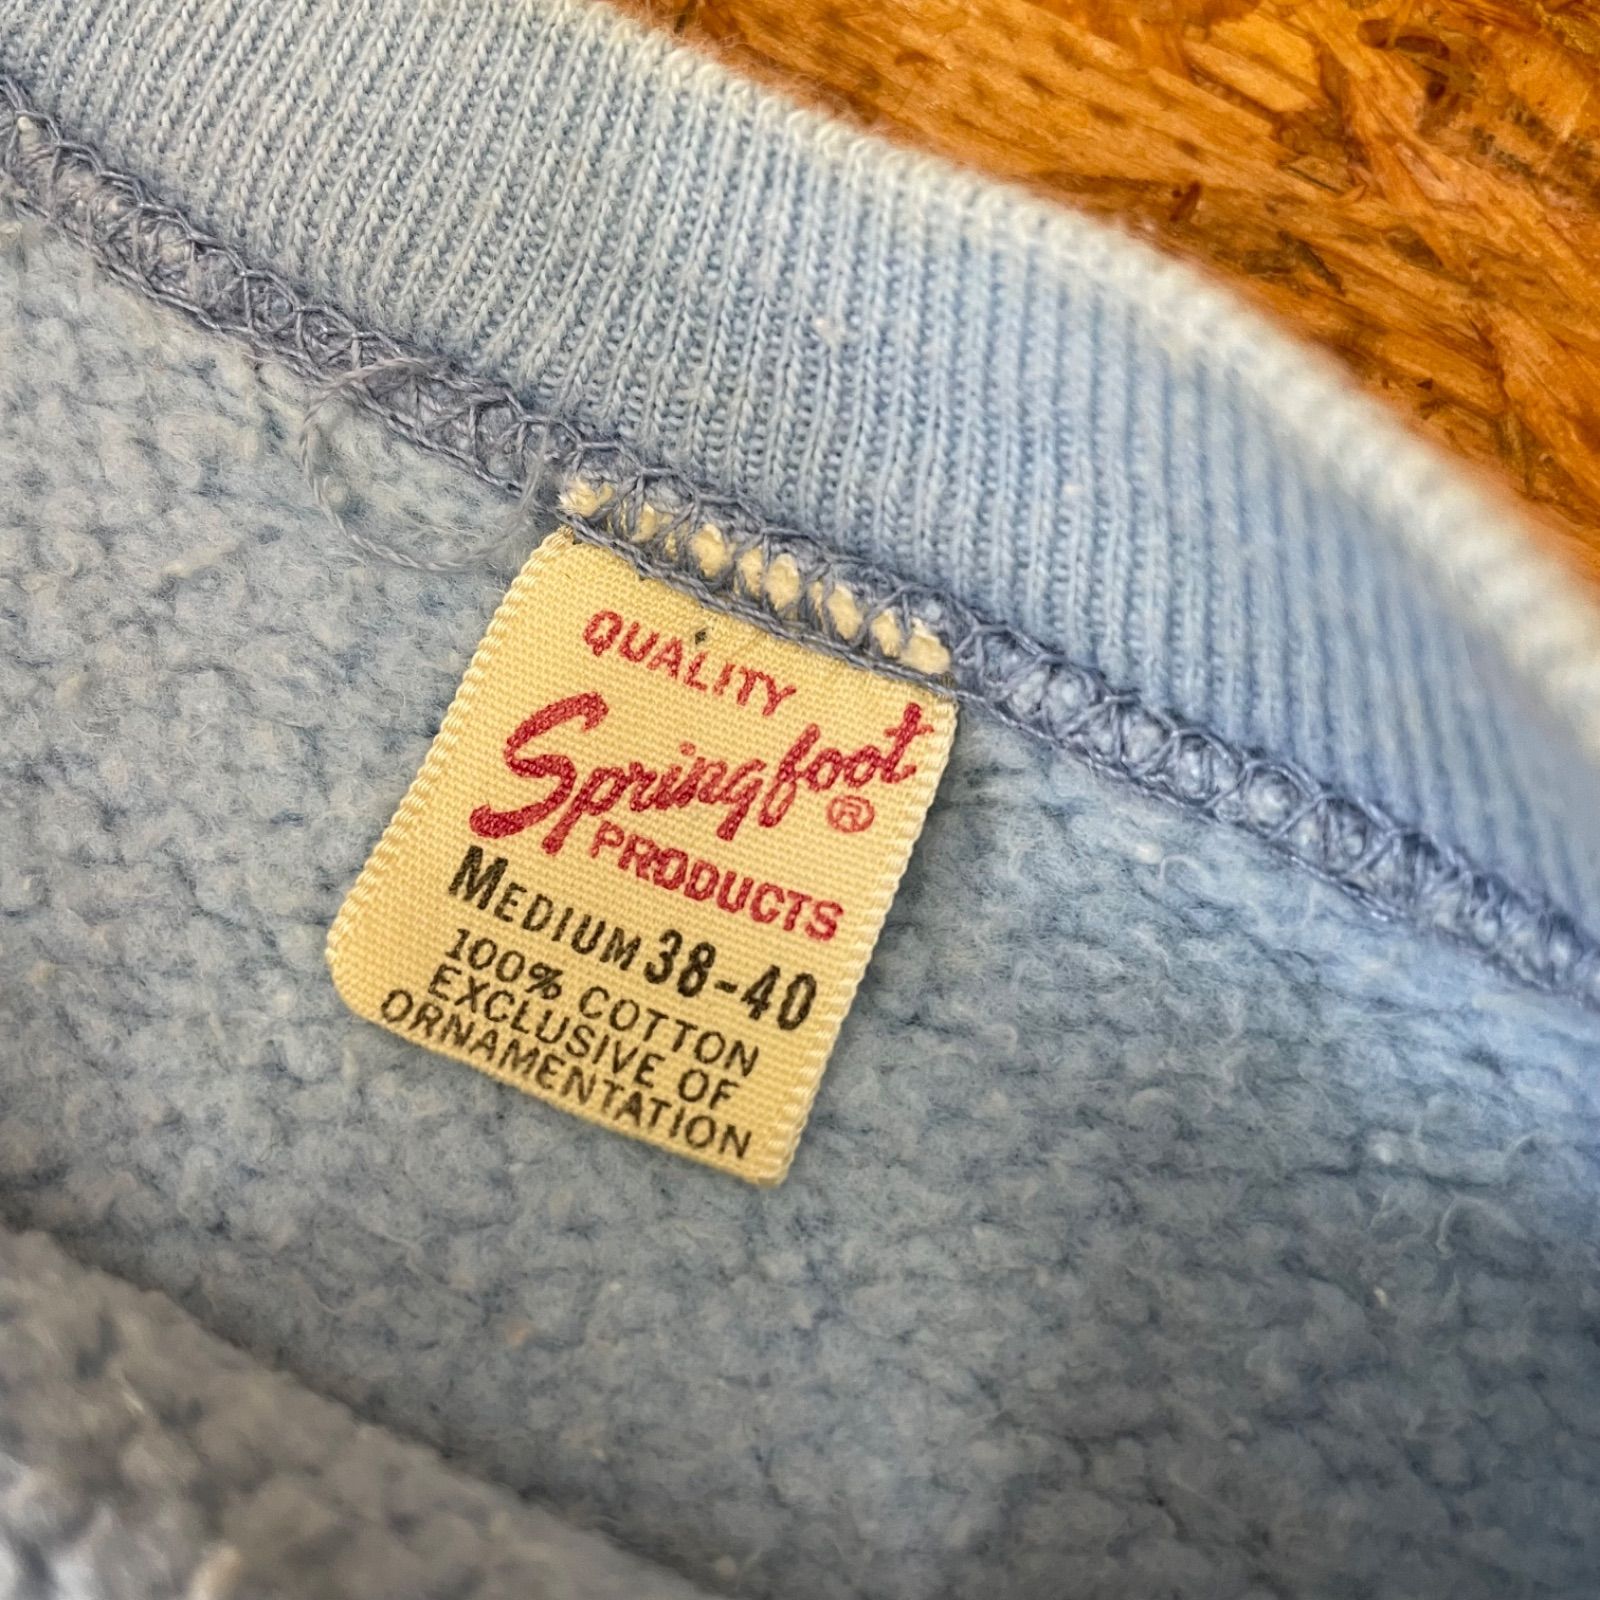 QUALITY
Springfoot®
PRODUCTS
MEDIUM 38-40
100% COTTON
EXCLUSIVE OF
ORNAMENTATION